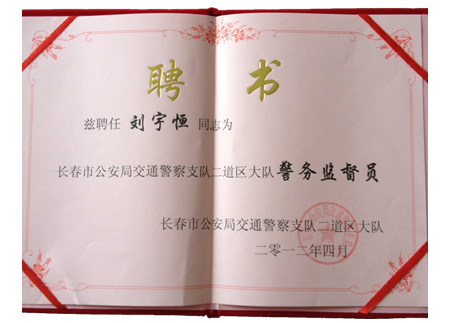 聘书
兹聘任 刘宇恒 同志为
长春市公安局交通警察支队二道区大队 警务监督员
长春市公安局交通警察支队二道区大队
二零一二年四月